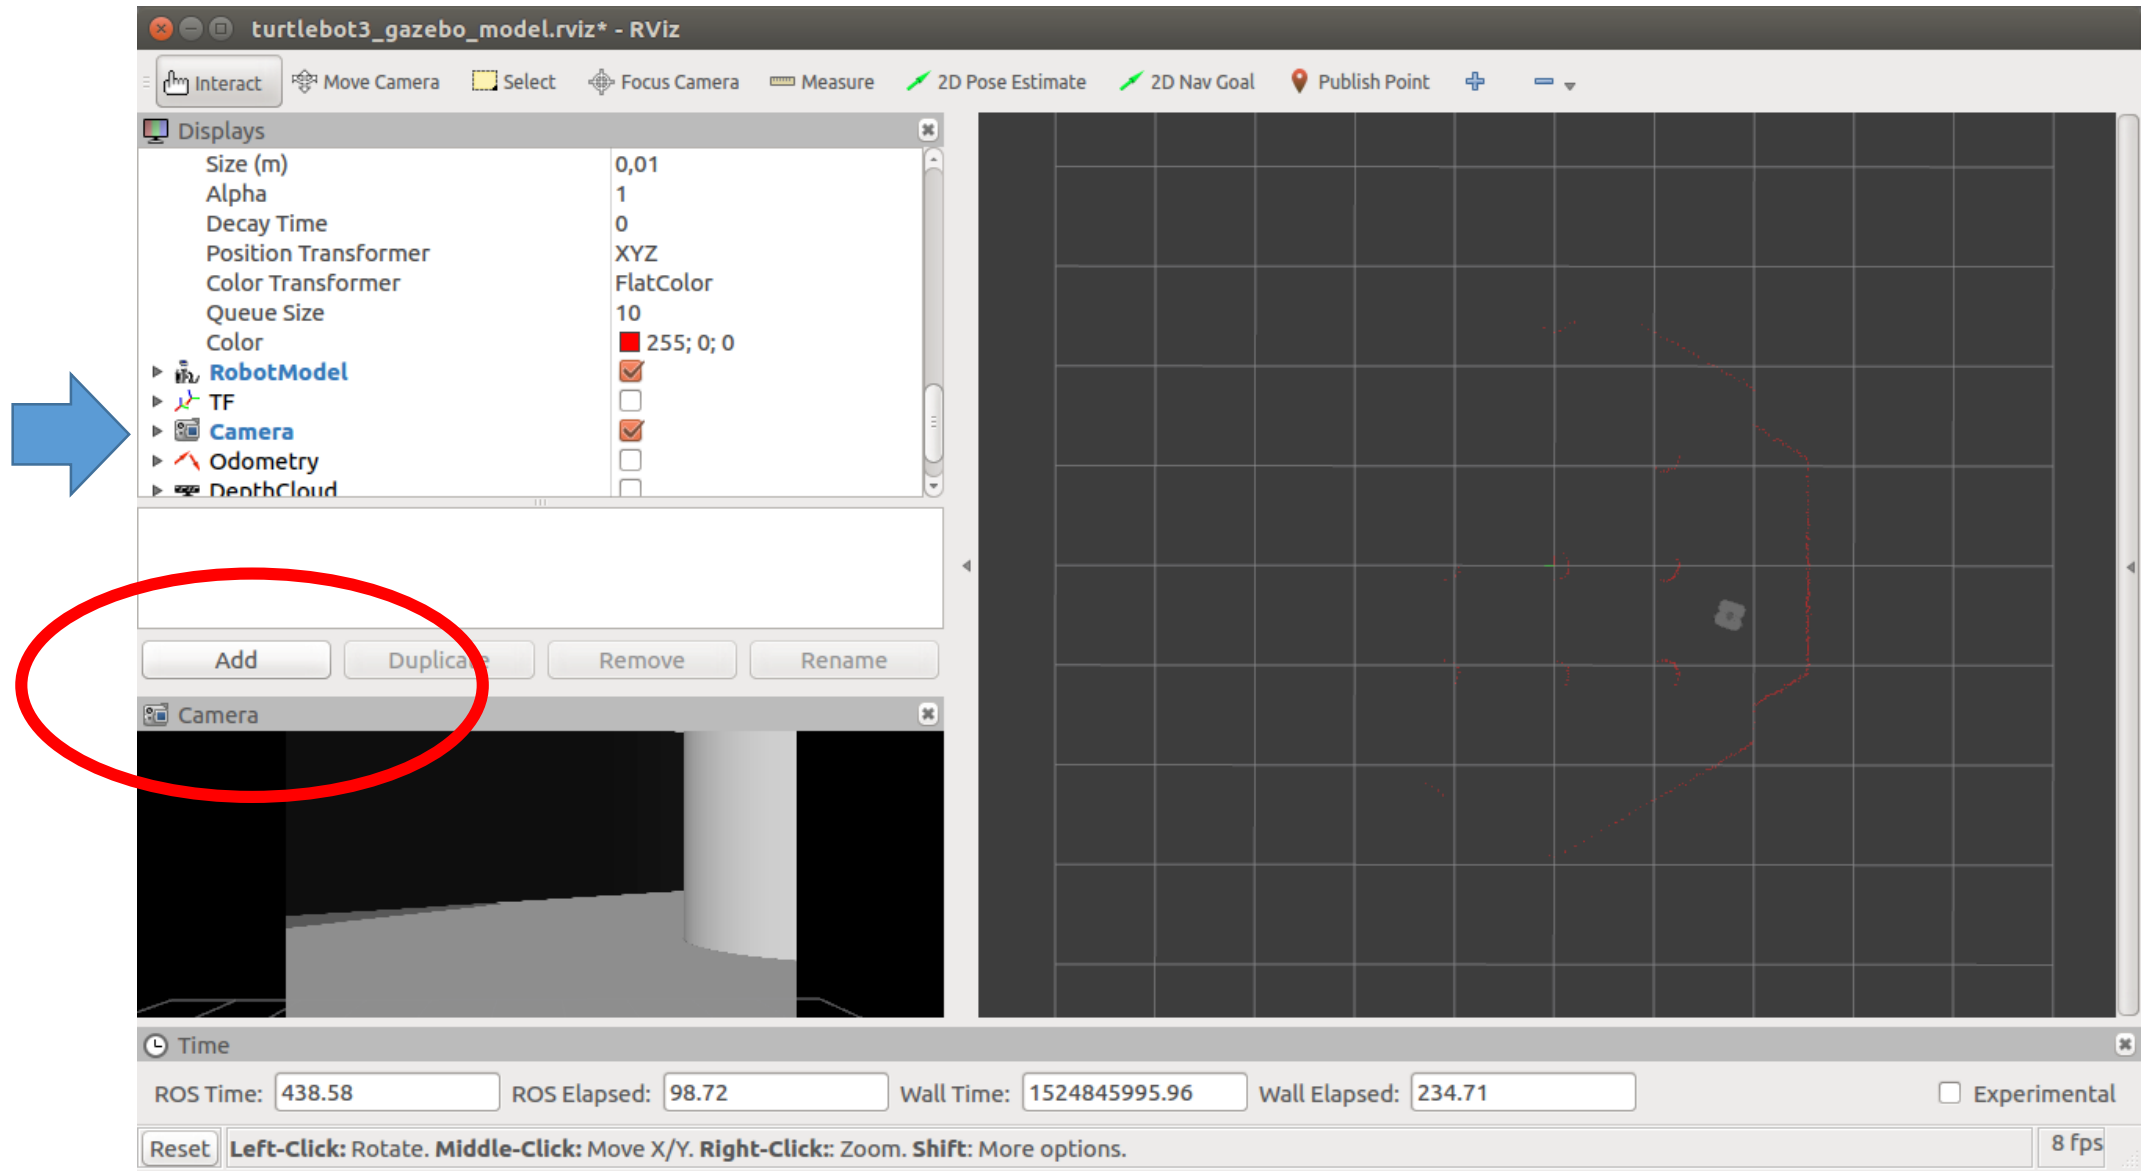 turtlebot3_gazebo_model.rviz* - RViz
Interact Move Camera Select Focus Camera Measure 2D Pose Estimate 2D Nav Goal Publish Point
Displays
Size (m) 0,01
Alpha 1
Decay Time 0
Position Transformer XYZ
Color Transformer FlatColor
Queue Size 10
Color 255; 0; 0
RobotModel
TF
Camera
Odometry
DepthCloud
Add Duplicate Remove Rename
Camera
Time
ROS Time: 438.58 ROS Elapsed: 98.72 Wall Time: 1524845995.96 Wall Elapsed: 234.71 Experimental
Reset Left-Click: Rotate. Middle-Click: Move X/Y. Right-Click:: Zoom. Shift: More options. 8 fps